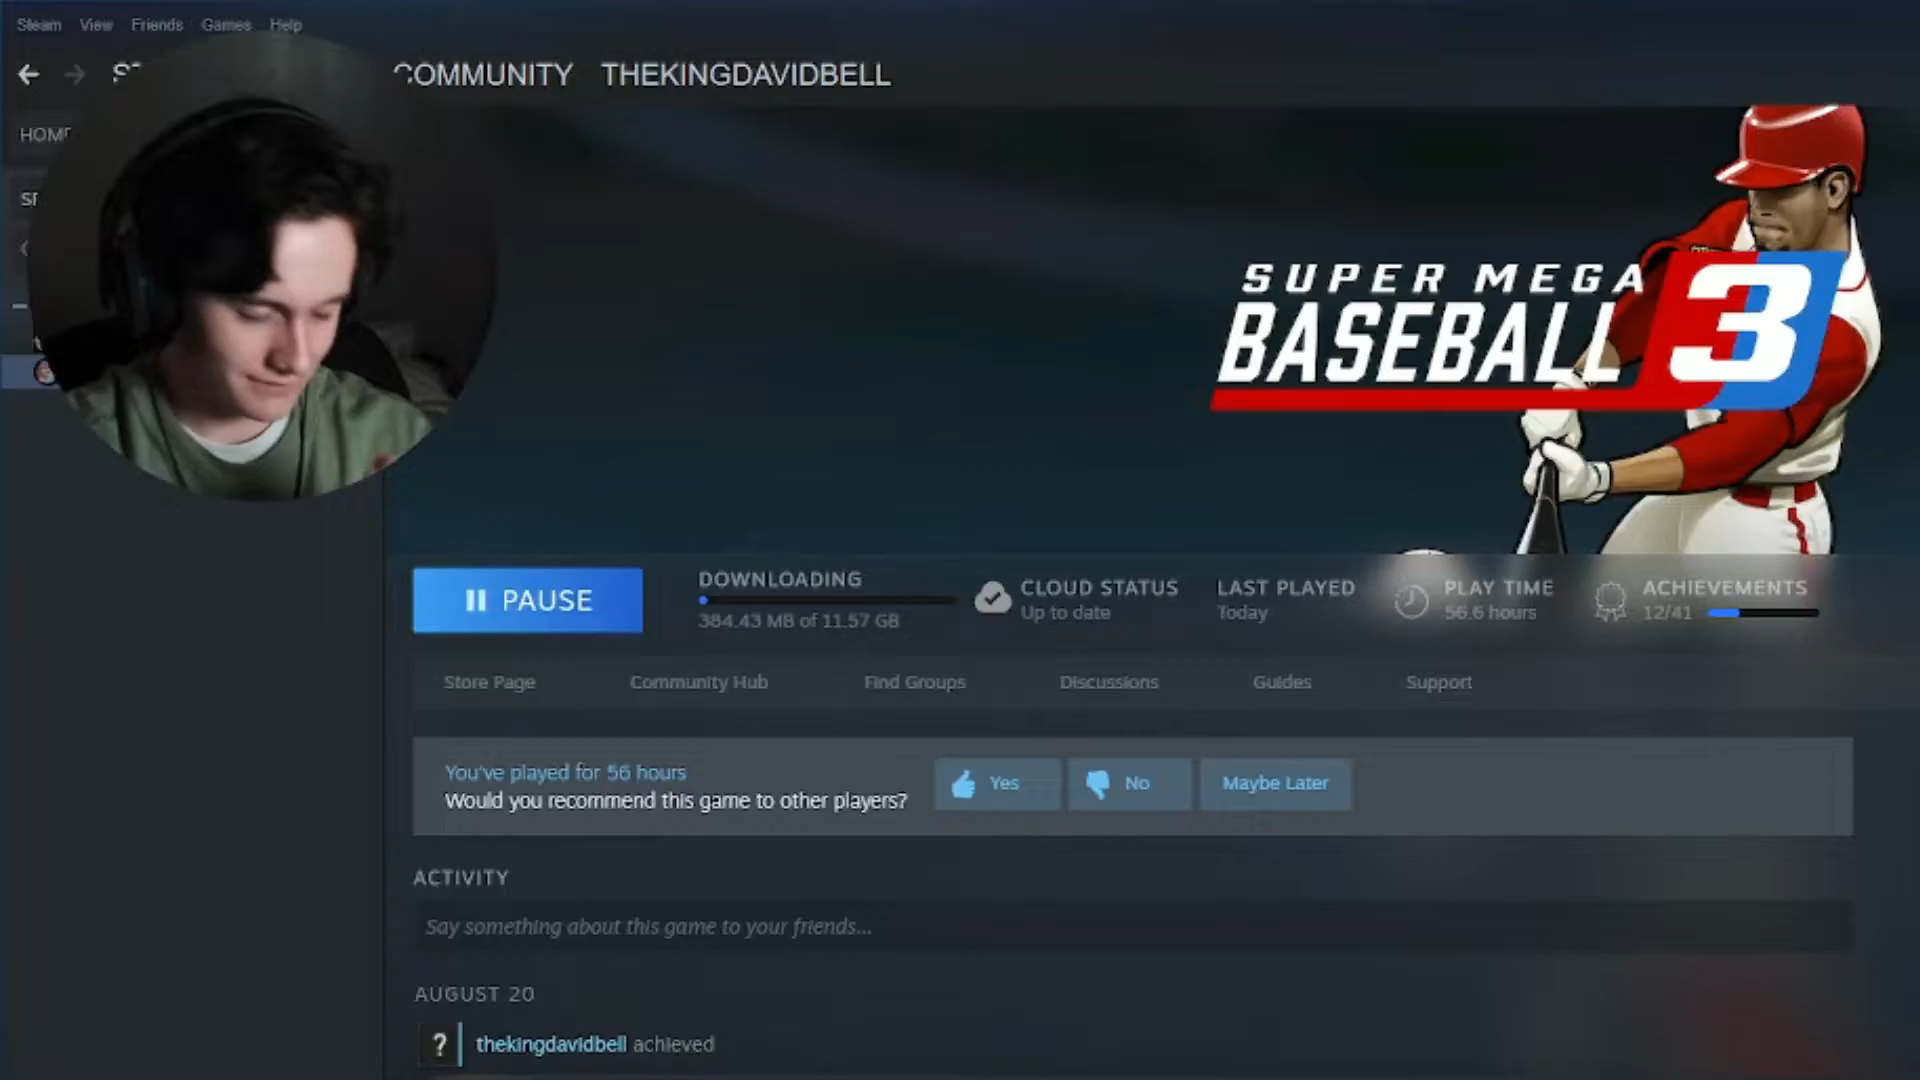 Steam View Friends Games Help
COMMUNITY THEKINGDAVIDBELL
HOME
SUPER MEGA
BASEBALL 3
PAUSE
DOWNLOADING
384.43 MB of 11.57 GB
CLOUD STATUS
Up to date
LAST PLAYED
Today
PLAY TIME
56.6 hours
ACHIEVEMENTS
12/41
Store Page Community Hub Find Groups Discussions Guides Support
You've played for 56 hours
Would you recommend this game to other players?
Yes No Maybe Later
ACTIVITY
Say something about this game to your friends...
AUGUST 20
? thekingdavidbell achieved